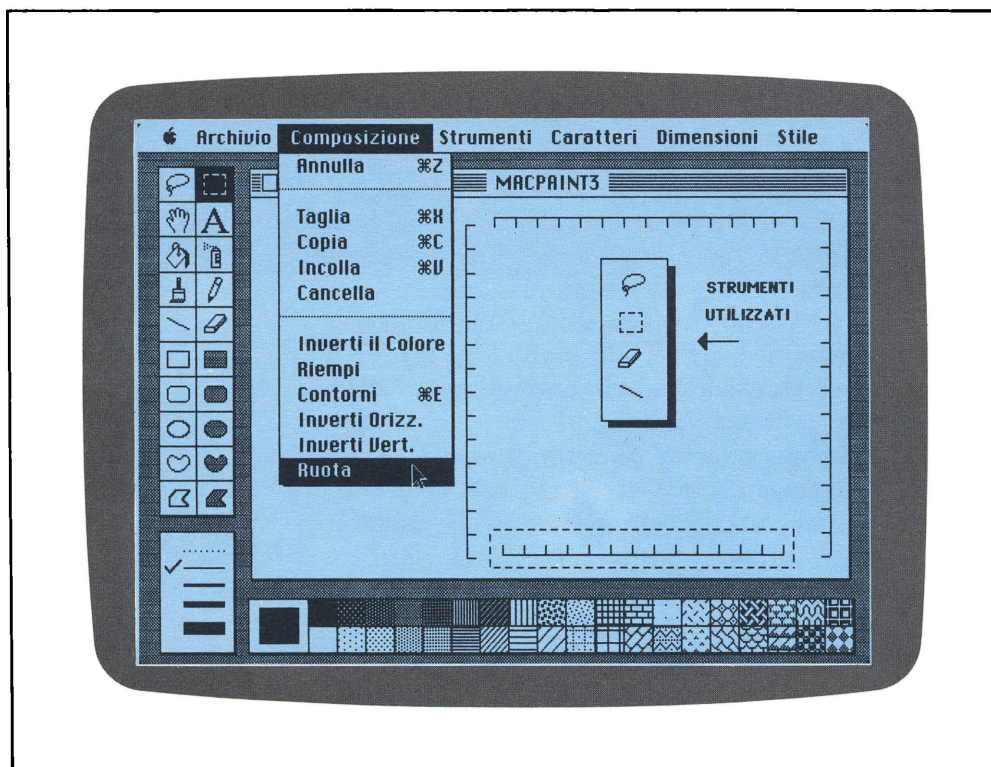 Archivio Composizione Strumenti Caratteri Dimensioni Stile
Annulla ⌘Z
Taglia ⌘X
Copia ⌘C
Incolla ⌘V
Cancella
Inverti il Colore
Riempi
Contorni ⌘E
Inverti Orizz.
Inverti Vert.
Ruota
A
MACPAINT3
STRUMENTI
UTILIZZATI